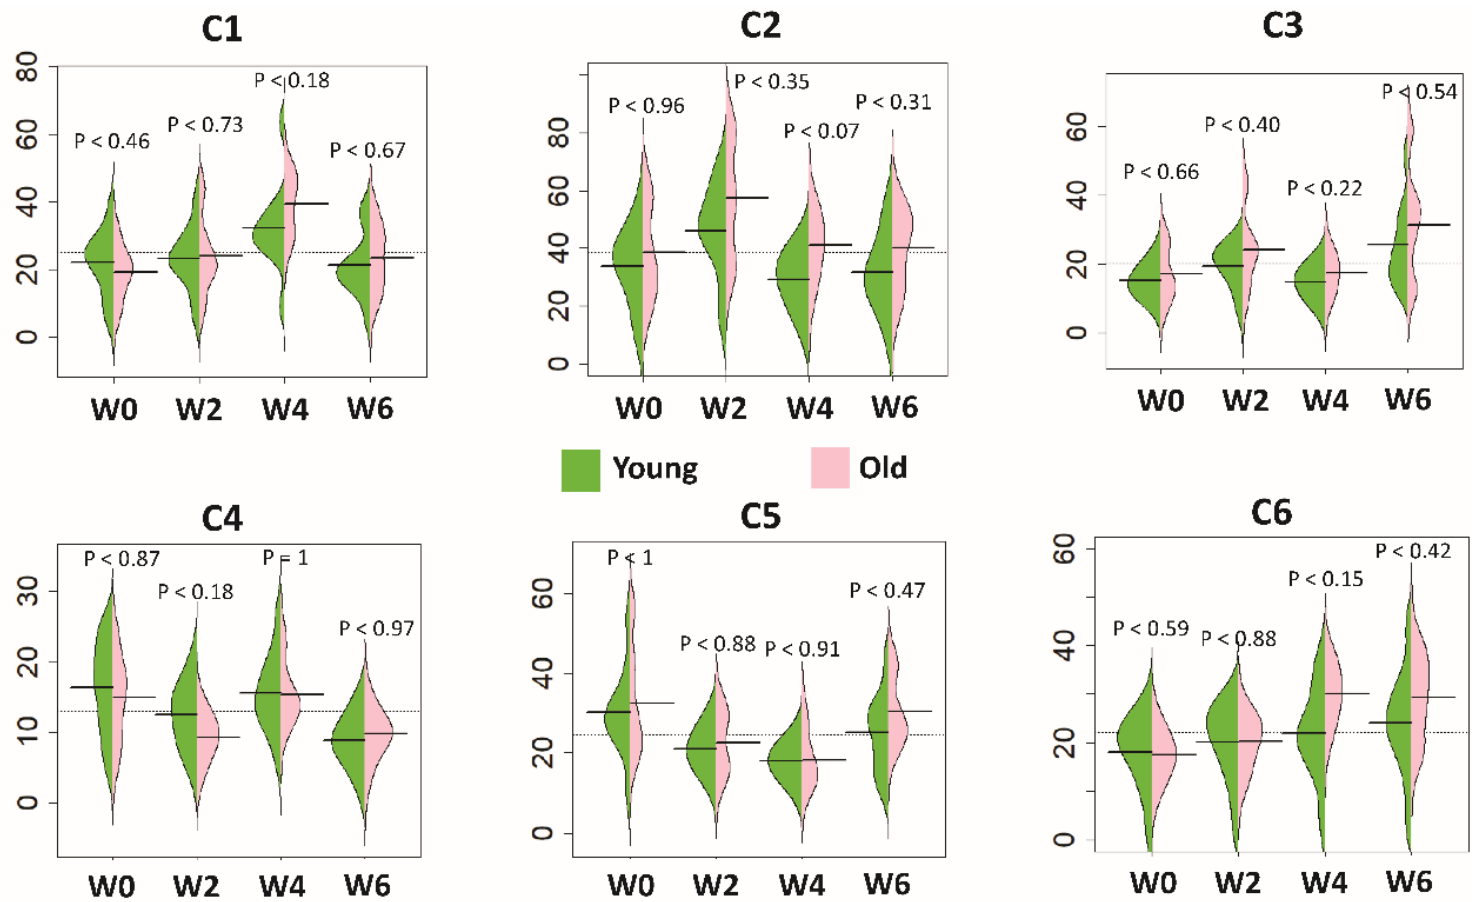 C1
C2
C3
80
60
40
20
0
P < 0.46
P < 0.73
P < 0.18
P < 0.67
W0 W2 W4 W6
80
60
40
20
0
P < 0.96
P < 0.35
P < 0.07
P < 0.31
W0 W2 W4 W6
60
40
20
0
P < 0.66
P < 0.40
P < 0.22
P < 0.54
W0 W2 W4 W6
Young
Old
C4
C5
C6
30
20
10
0
P < 0.87
P < 0.18
P = 1
P < 0.97
W0 W2 W4 W6
60
40
20
0
P < 1
P < 0.88
P < 0.91
P < 0.47
W0 W2 W4 W6
60
40
20
0
P < 0.59
P < 0.88
P < 0.15
P < 0.42
W0 W2 W4 W6